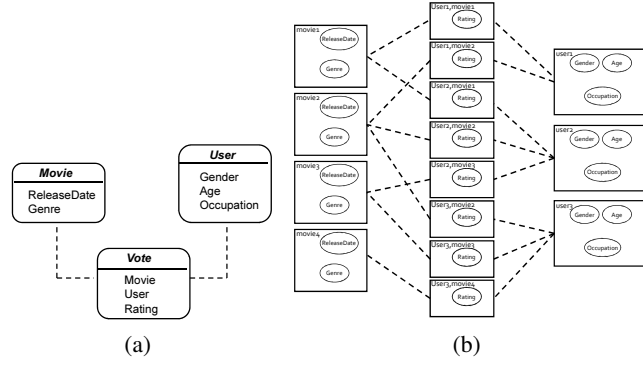 Movie
ReleaseDate
Genre
User
Gender
Age
Occupation
Vote
Movie
User
Rating
(a)
movie1
ReleaseDate
Genre
movie2
ReleaseDate
Genre
movie3
ReleaseDate
Genre
movie4
ReleaseDate
Genre
User1,movie1
Rating
User1,movie2
Rating
User2,movie1
Rating
User2,movie2
Rating
User2,movie3
Rating
User3,movie2
Rating
User3,movie3
Rating
User3,movie4
Rating
user1
Gender Age
Occupation
user2
Gender Age
Occupation
user3
Gender Age
Occupation
(b)